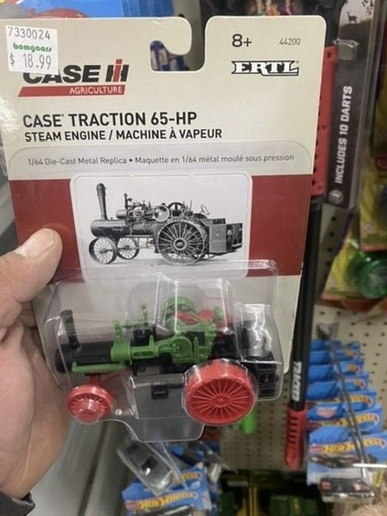 7330024
bomgaars
$ 18.99
CASE IH
AGRICULTURE
8+
44200
ERTL
CASE TRACTION 65-HP
STEAM ENGINE / MACHINE À VAPEUR
1/64 Die-Cast Metal Replica • Maquette en 1/64 métal moulé sous pression
INCLUDES 10 DARTS